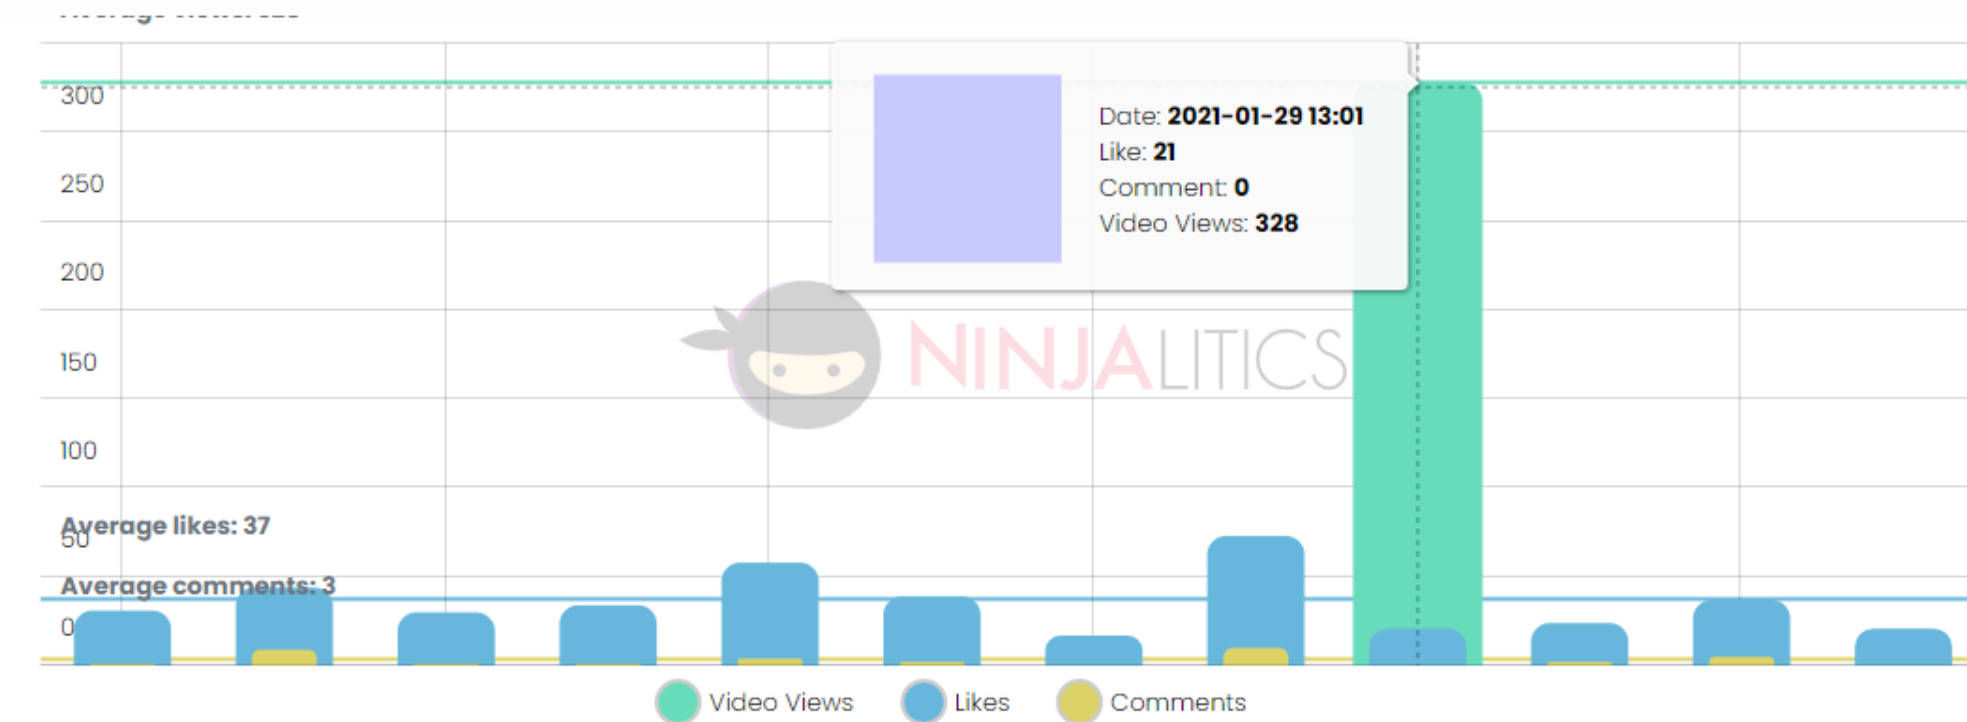 300
250
200
150
100
50
0
Average likes: 37
Average comments: 3
Date: 2021-01-29 13:01
Like: 21
Comment: 0
Video Views: 328
NINJALITICS
Video Views
Likes
Comments